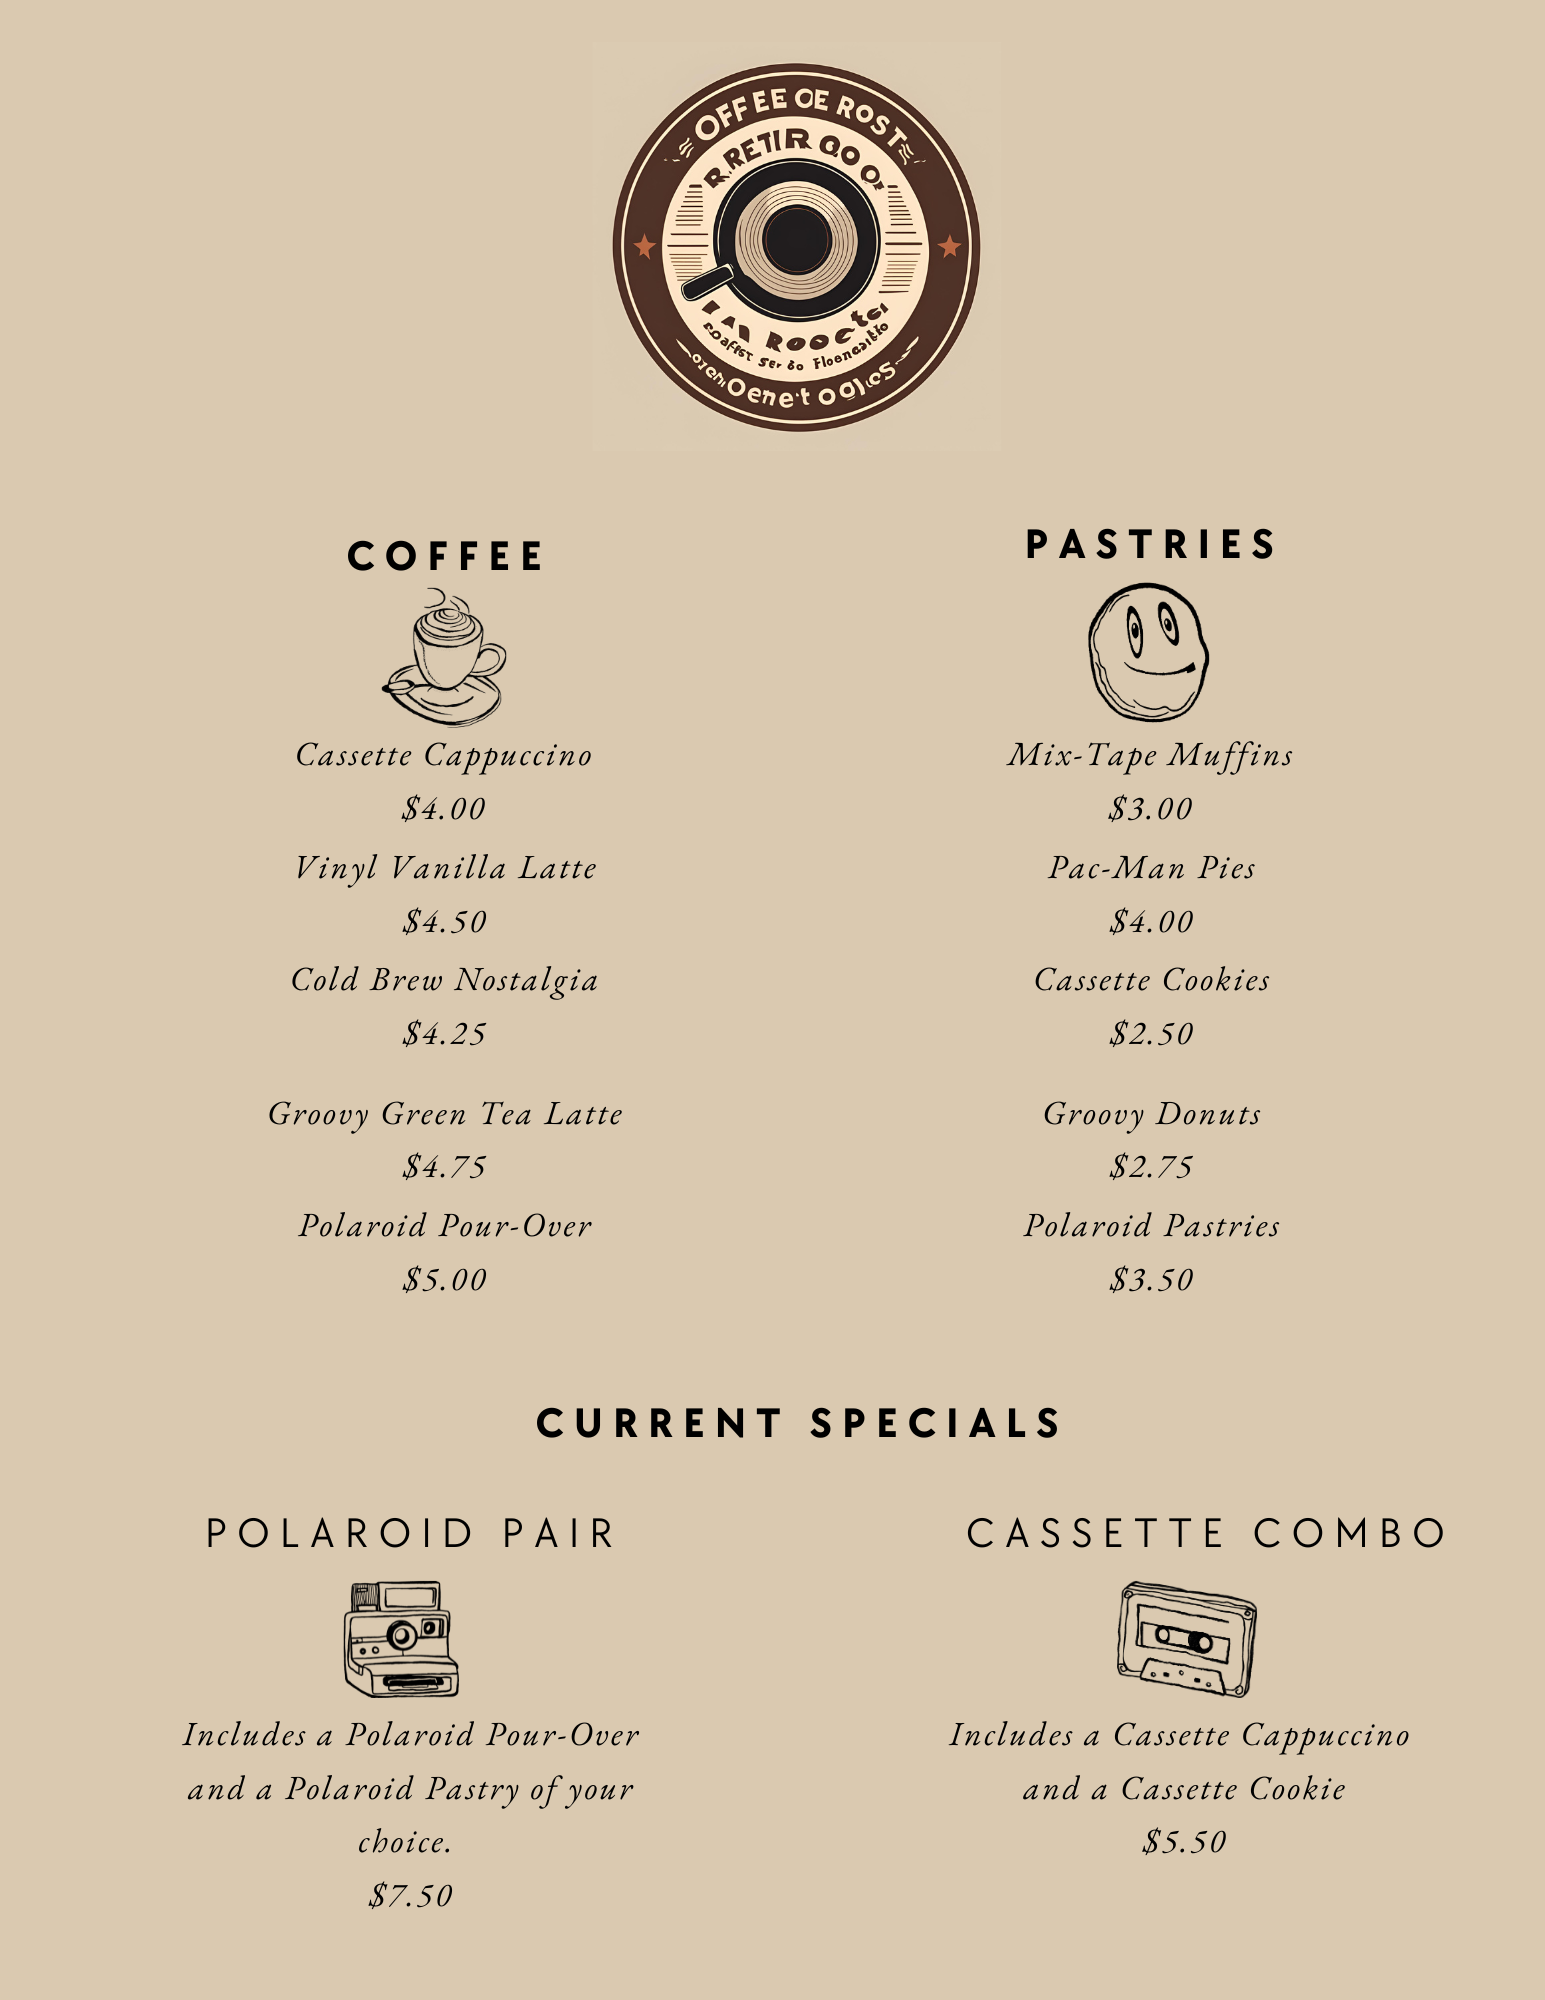 OFFEE OE ROST
COFFEE
Cassette Cappuccino
$4.00
Vinyl Vanilla Latte
$4.50
Cold Brew Nostalgia
$4.25
Groovy Green Tea Latte
$4.75
Polaroid Pour-Over
$5.00
PASTRIES
Mix-Tape Muffins
$3.00
Pac-Man Pies
$4.00
Cassette Cookies
$2.50
Groovy Donuts
$2.75
Polaroid Pastries
$3.50
CURRENT SPECIALS
POLAROID PAIR
Includes a Polaroid Pour-Over
and a Polaroid Pastry of your
choice.
$7.50
CASSETTE COMBO
Includes a Cassette Cappuccino
and a Cassette Cookie
$5.50